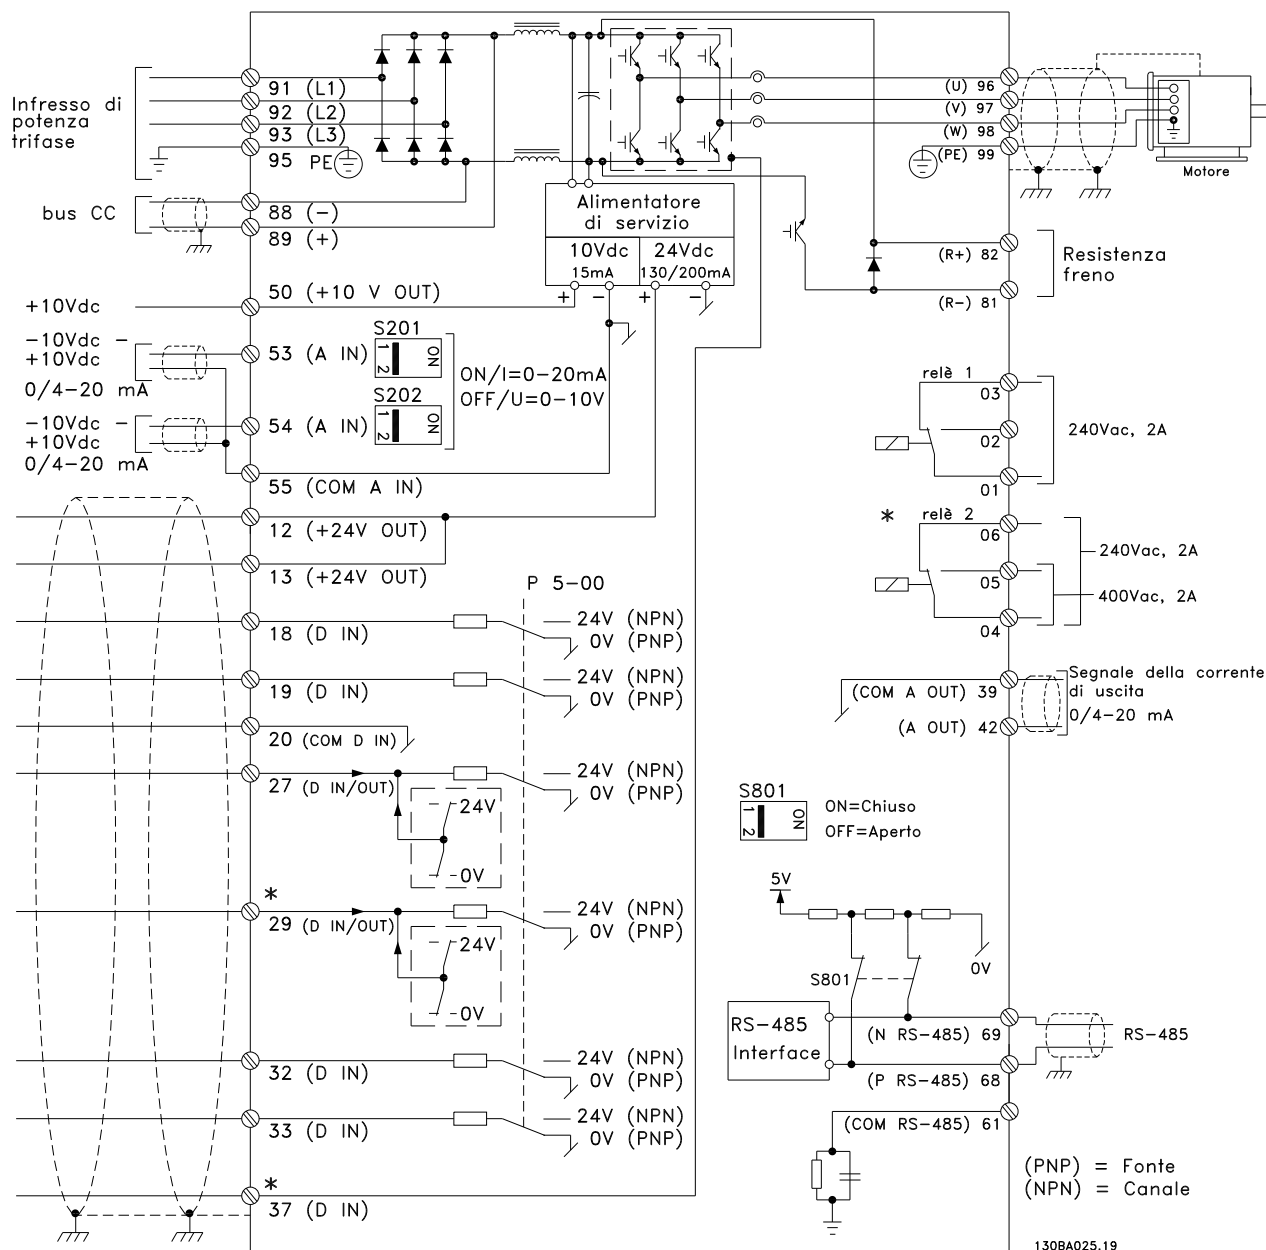 Infresso di
potenza
trifase
91 (L1)
92 (L2)
93 (L3)
95 PE
bus CC
88 (-)
89 (+)
+10Vdc
50 (+10 V OUT)
-10Vdc -
+10Vdc
0/4-20 mA
53 (A IN)
S201
1
2
ON
ON/I=0-20mA
OFF/U=0-10V
-10Vdc -
+10Vdc
0/4-20 mA
54 (A IN)
S202
1
2
ON
55 (COM A IN)
12 (+24V OUT)
13 (+24V OUT)
P 5-00
18 (D IN)
24V (NPN)
0V (PNP)
19 (D IN)
24V (NPN)
0V (PNP)
20 (COM D IN)
27 (D IN/OUT)
24V
0V
24V (NPN)
0V (PNP)
*
29 (D IN/OUT)
24V
0V
24V (NPN)
0V (PNP)
32 (D IN)
24V (NPN)
0V (PNP)
33 (D IN)
24V (NPN)
0V (PNP)
*
37 (D IN)
Alimentatore
di servizio
10Vdc
15mA
24Vdc
130/200mA
+ - + -
(U) 96
(V) 97
(W) 98
(PE) 99
Motore
(R+) 82
(R-) 81
Resistenza
freno
relè 1
03
02
01
240Vac, 2A
* relè 2
06
05
04
240Vac, 2A
400Vac, 2A
(COM A OUT) 39
(A OUT) 42
Segnale della corrente
di uscita
0/4-20 mA
S801
1
2
ON
ON=Chiuso
OFF=Aperto
5V
0V
S801
RS-485
Interface
(N RS-485) 69
(P RS-485) 68
(COM RS-485) 61
RS-485
(PNP) = Fonte
(NPN) = Canale
130BA025.19